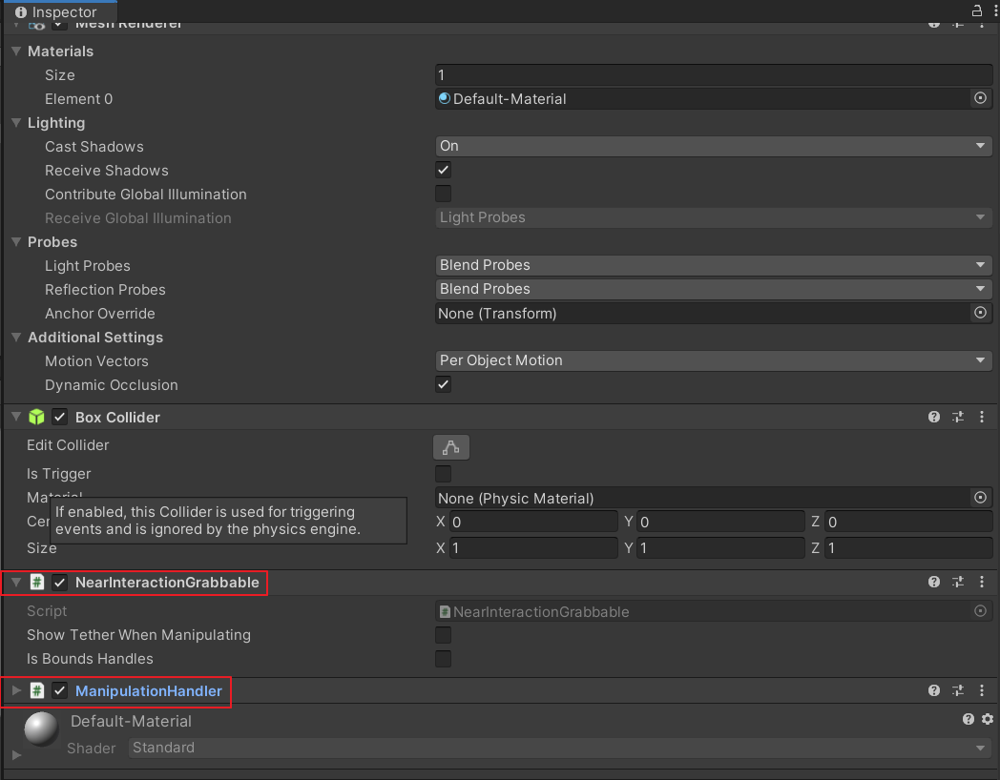 Inspector
Mesh Renderer
Materials
Size 1
Element 0 Default-Material
Lighting
Cast Shadows On
Receive Shadows
Contribute Global Illumination
Receive Global Illumination Light Probes
Probes
Light Probes Blend Probes
Reflection Probes Blend Probes
Anchor Override None (Transform)
Additional Settings
Motion Vectors Per Object Motion
Dynamic Occlusion
Box Collider
Edit Collider
Is Trigger
Material None (Physic Material)
If enabled, this Collider is used for triggering
events and is ignored by the physics engine.
Cen X 0 Y 0 Z 0
Size X 1 Y 1 Z 1
# NearInteractionGrabbable
Script # NearInteractionGrabbable
Show Tether When Manipulating
Is Bounds Handles
# ManipulationHandler
Default-Material
Shader Standard